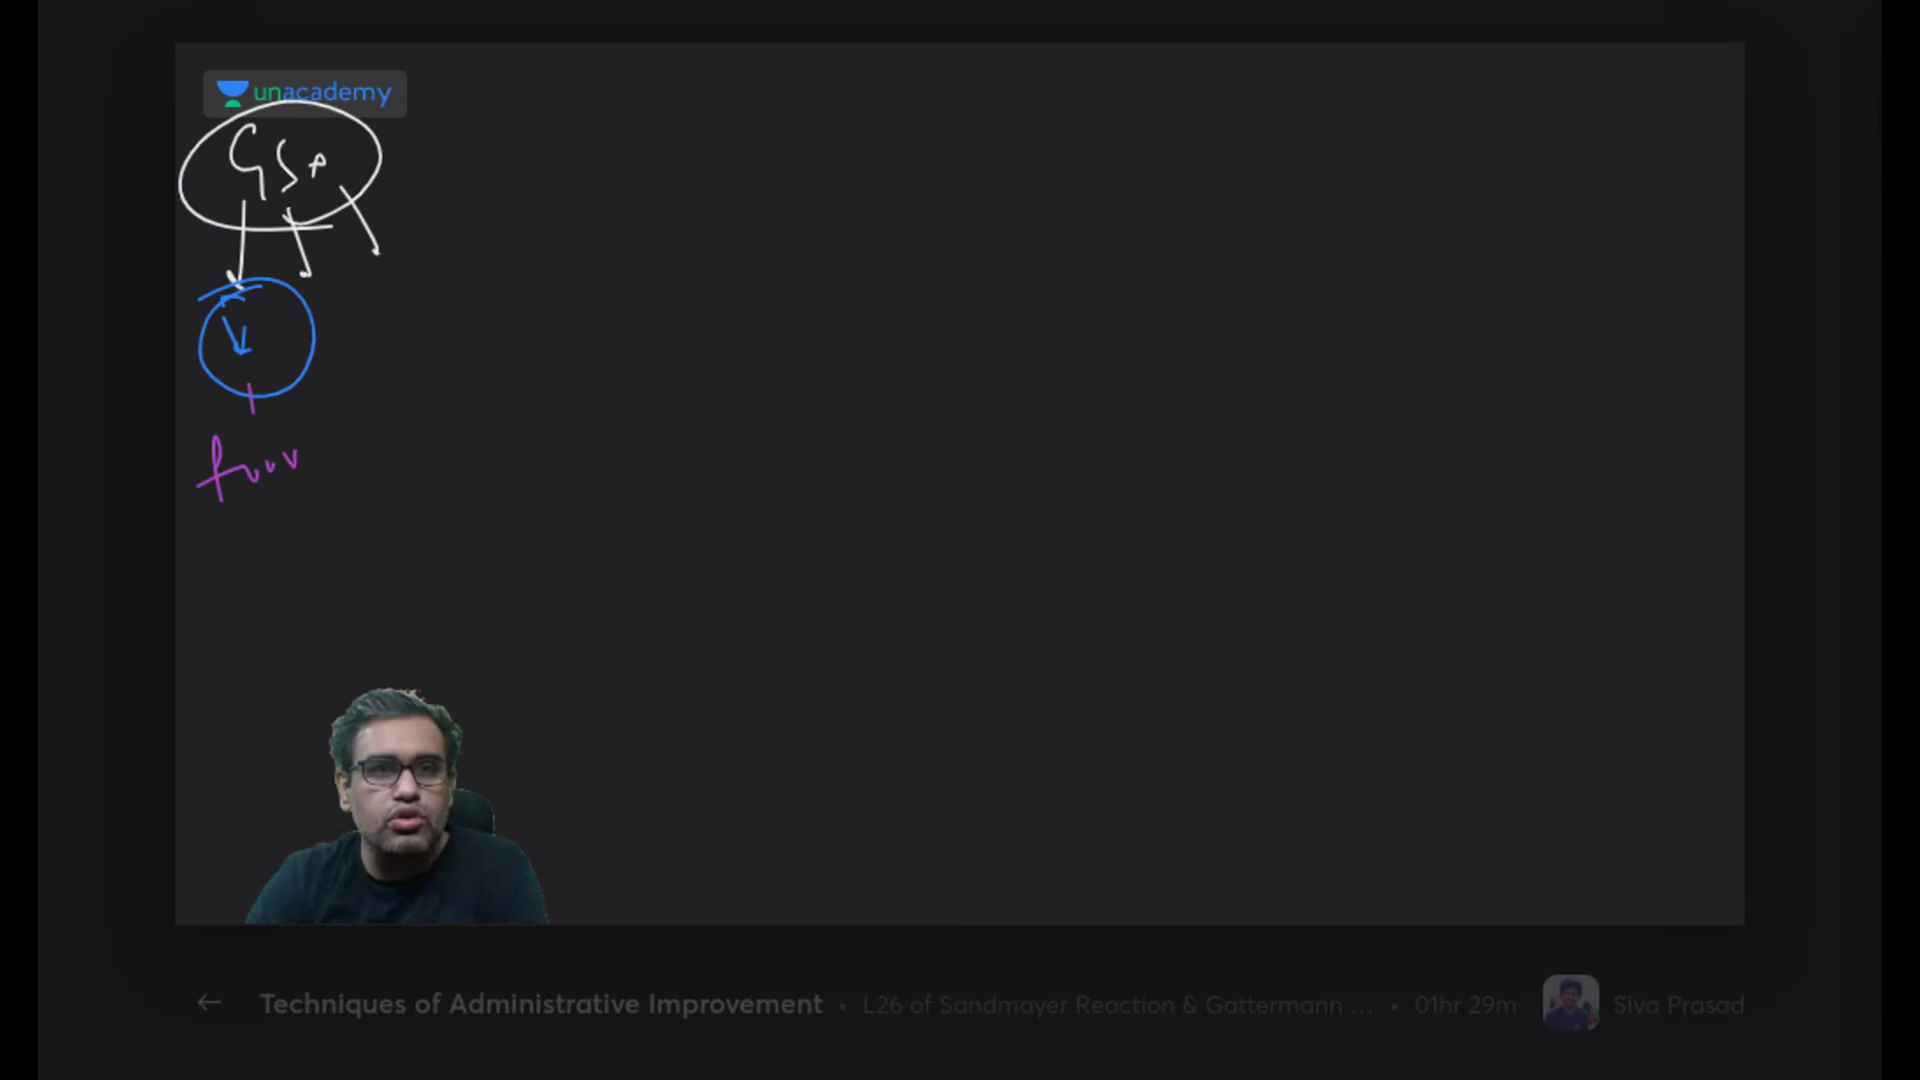 unacademy
GSP
Techniques of Administrative Improvement • L26 of Sandmayer Reaction & Gattermann ... • 01hr 29m Siva Prasad